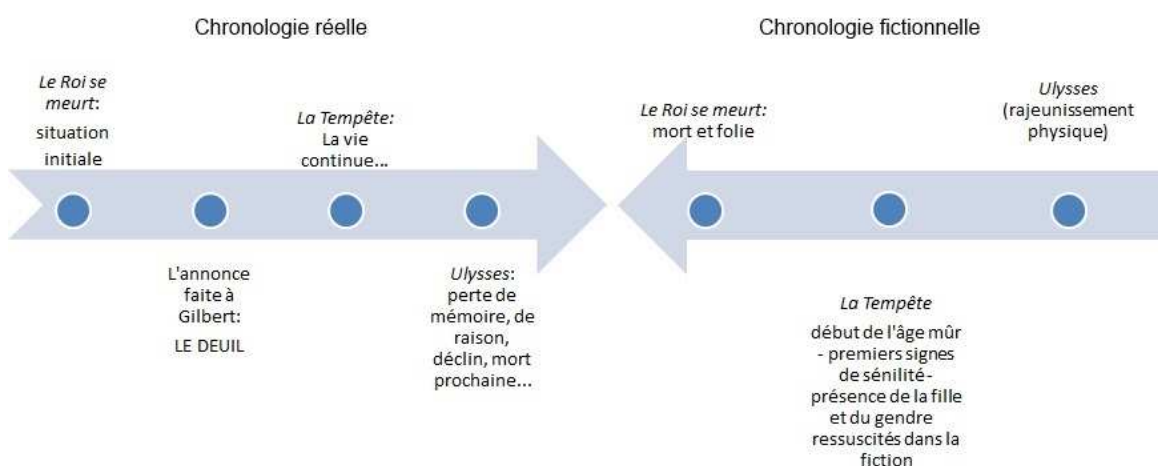 Chronologie réelle
Le Roi se
meurt:
situation
initiale
L'annonce
faite à
Gilbert:
LE DEUIL
La Tempête:
La vie
continue...
Ulysses:
perte de
mémoire, de
raison,
déclin, mort
prochaine...
Chronologie fictionnelle
Le Roi se meurt:
mort et folie
La Tempête
début de l'âge mûr
- premiers signes
de sénilité-
présence de la fille
et du gendre
ressuscités dans la
fiction
Ulysses
(rajeunissement
physique)